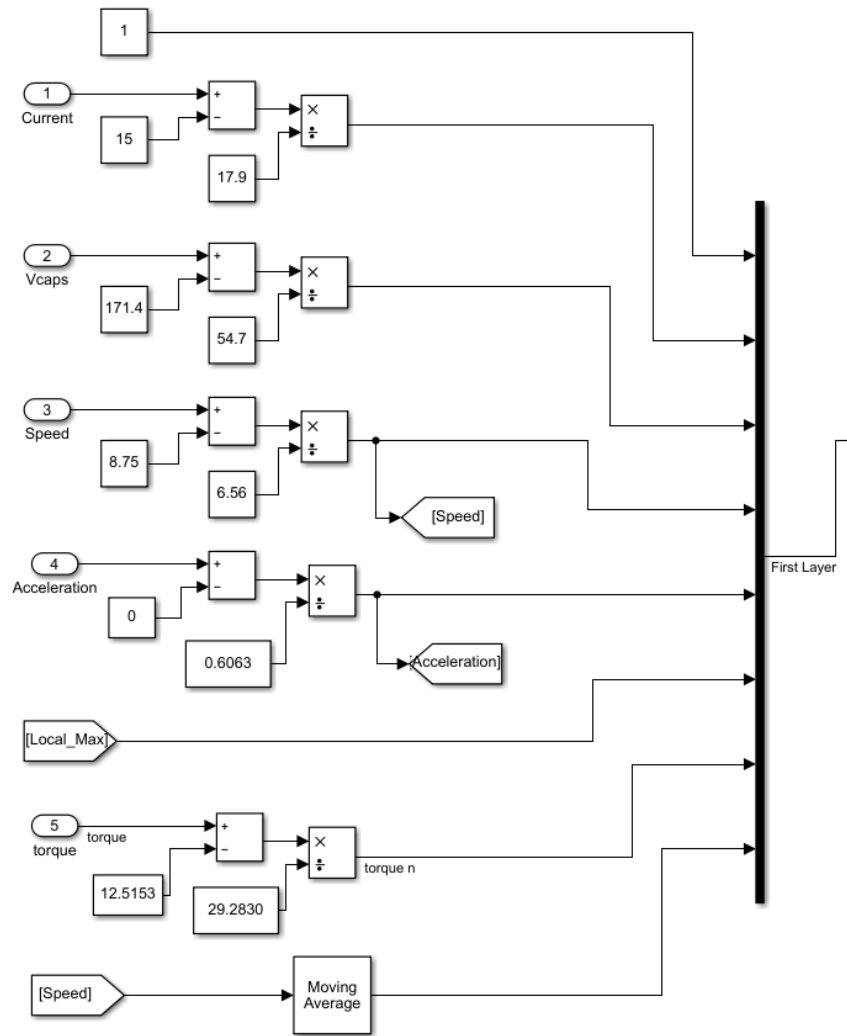 1
1
Current
+
−
15
×
÷
17.9
2
Vcaps
+
−
171.4
×
÷
54.7
3
Speed
+
−
8.75
×
÷
6.56
[Speed]
4
Acceleration
+
−
0
×
÷
0.6063
[Acceleration]
First Layer
[Local_Max]
5
torque
torque
+
−
12.5153
×
÷
29.2830
torque n
[Speed]
Moving
Average